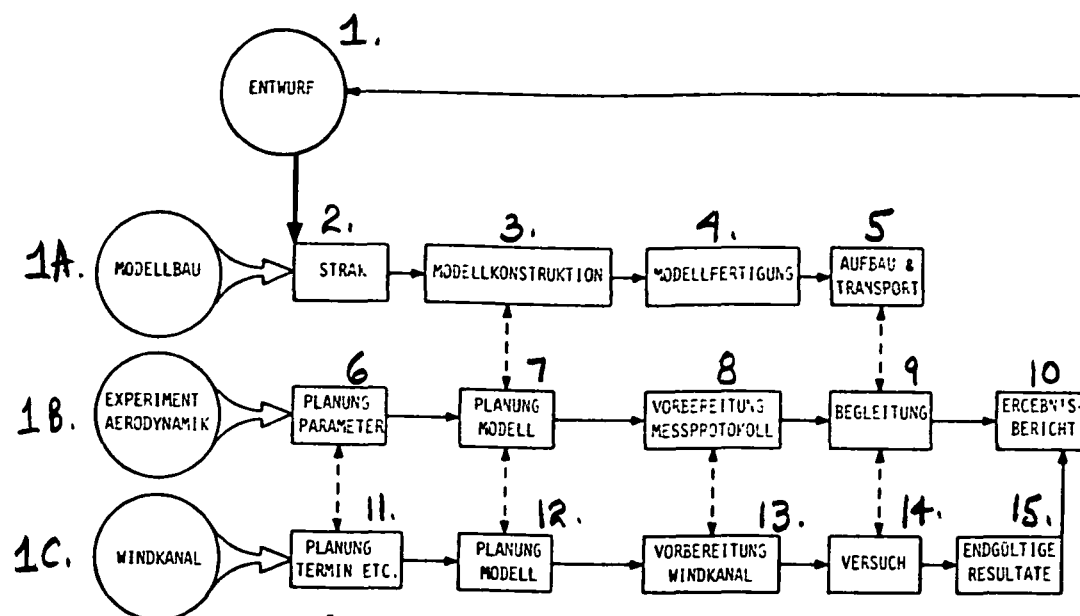 1.
ENTWURF
1A.
MODELLBAU
2.
STRAK
3.
MODELLKONSTRUKTION
4.
MODELLFERTIGUNG
5
AUFBAU &
TRANSPORT
1B.
EXPERIMENT
AERODYNAMIK
6
PLANUNG
PARAMETER
7
PLANUNG
MODELL
8
VORBEREITUNG
MESSPROTOKOLL
9
BEGLEITUNG
10
ERGEBNIS-
BERICHT
1C.
WINDKANAL
11.
PLANUNG
TERMIN ETC.
12.
PLANUNG
MODELL
13.
VORBEREITUNG
WINDKANAL
14.
VERSUCH
15.
ENDGÜLTIGE
RESULTATE